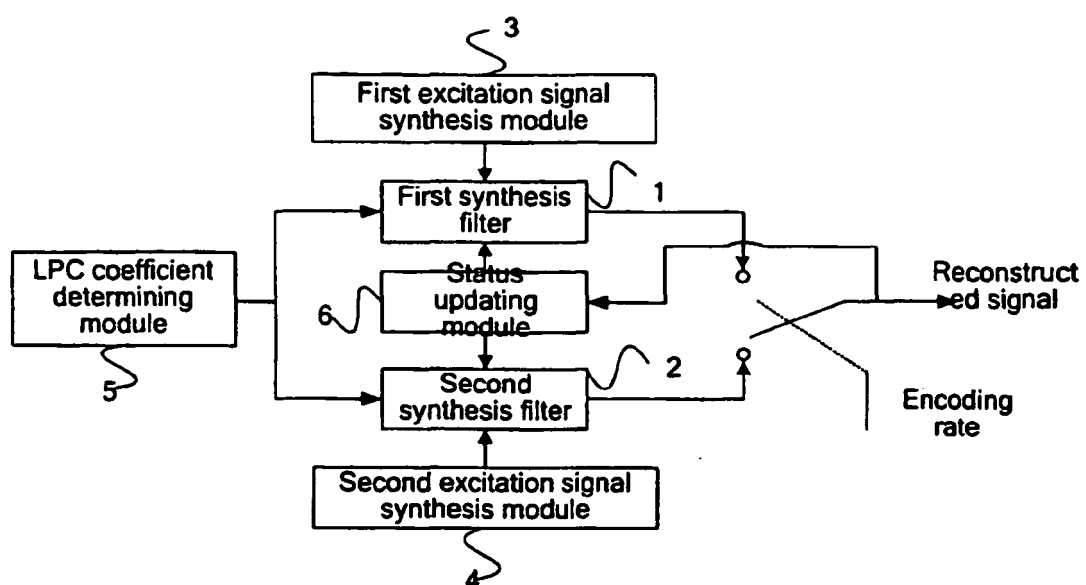 3
First excitation signal
synthesis module
First synthesis
filter
1
LPC coefficient
determining
module
5
Status
updating
module
6
Reconstruct
ed signal
Second
synthesis filter
2
Encoding
rate
Second excitation signal
synthesis module
4